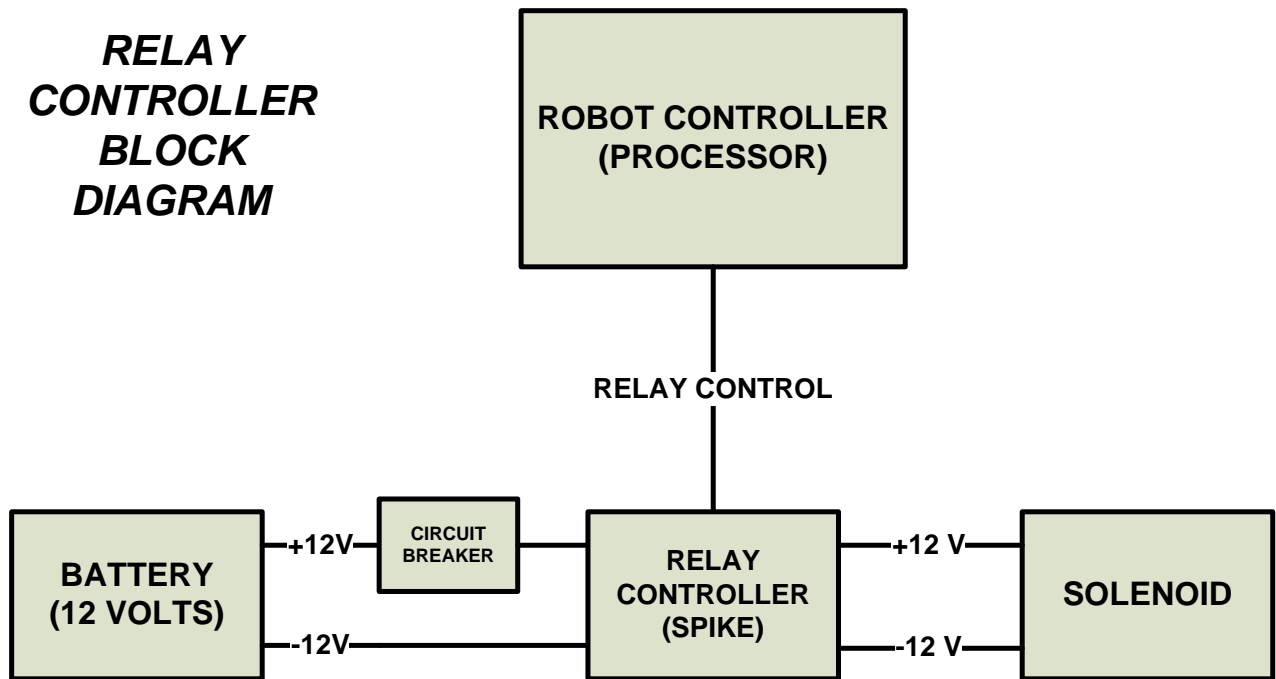 RELAY
CONTROLLER
BLOCK
DIAGRAM
ROBOT CONTROLLER
(PROCESSOR)
RELAY CONTROL
BATTERY
(12 VOLTS)
+12V
-12V
CIRCUIT
BREAKER
RELAY
CONTROLLER
(SPIKE)
+12 V
-12 V
SOLENOID